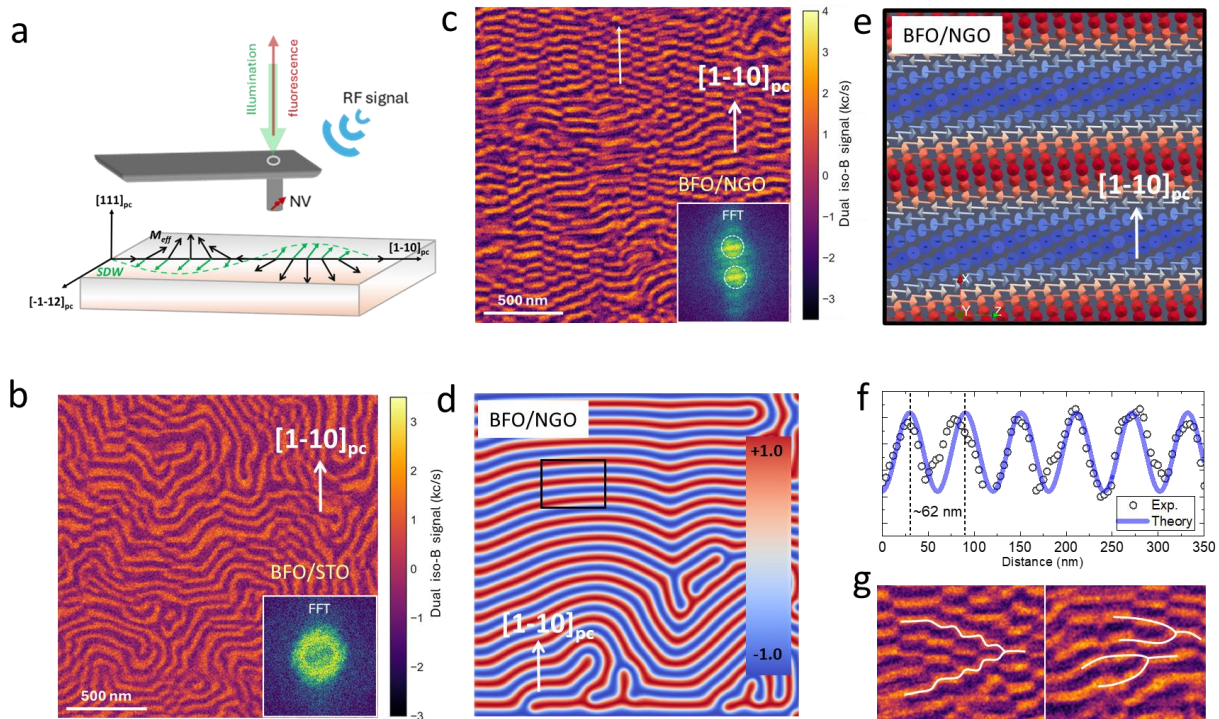 a
Illumination
fluorescence
RF signal
NV
[111]pc
Meff
[1-10]pc
SDW
[-1-12]pc
b
[1-10]pc
BFO/STO
FFT
500 nm
3
2
1
0
−1
−2
−3
Dual iso-B signal (kc/s)
c
[1-10]pc
BFO/NGO
FFT
500 nm
4
3
2
1
0
−1
−2
−3
Dual iso-B signal (kc/s)
d
BFO/NGO
+1.0
-1.0
[1-10]pc
e
BFO/NGO
[1-10]pc
X
Y
Z
f
~62 nm
Exp.
Theory
0 50 100 150 200 250 300 350
Distance (nm)
g